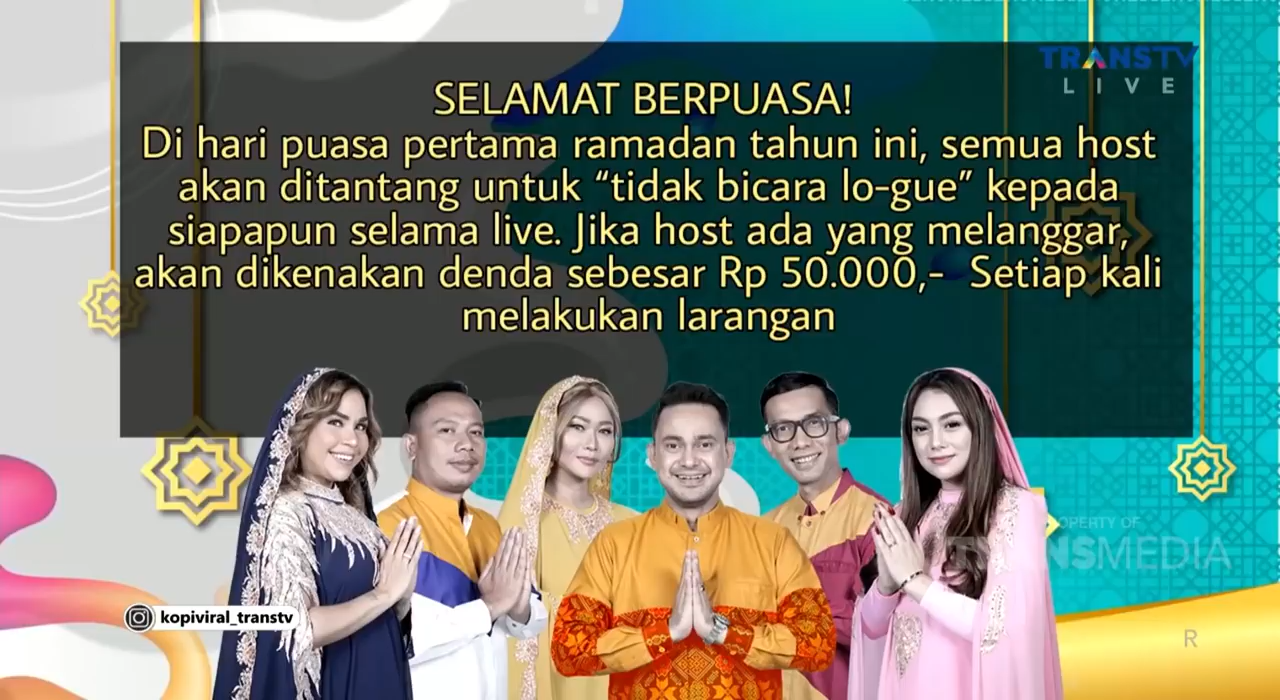 TRANSTV
LIVE
SELAMAT BERPUASA!
Di hari puasa pertama ramadan tahun ini, semua host
akan ditantang untuk “tidak bicara lo-gue” kepada
siapapun selama live. Jika host ada yang melanggar,
akan dikenakan denda sebesar Rp 50.000,- Setiap kali
melakukan larangan
PROPERTY OF
TRANSMEDIA
kopiviral_transtv
R